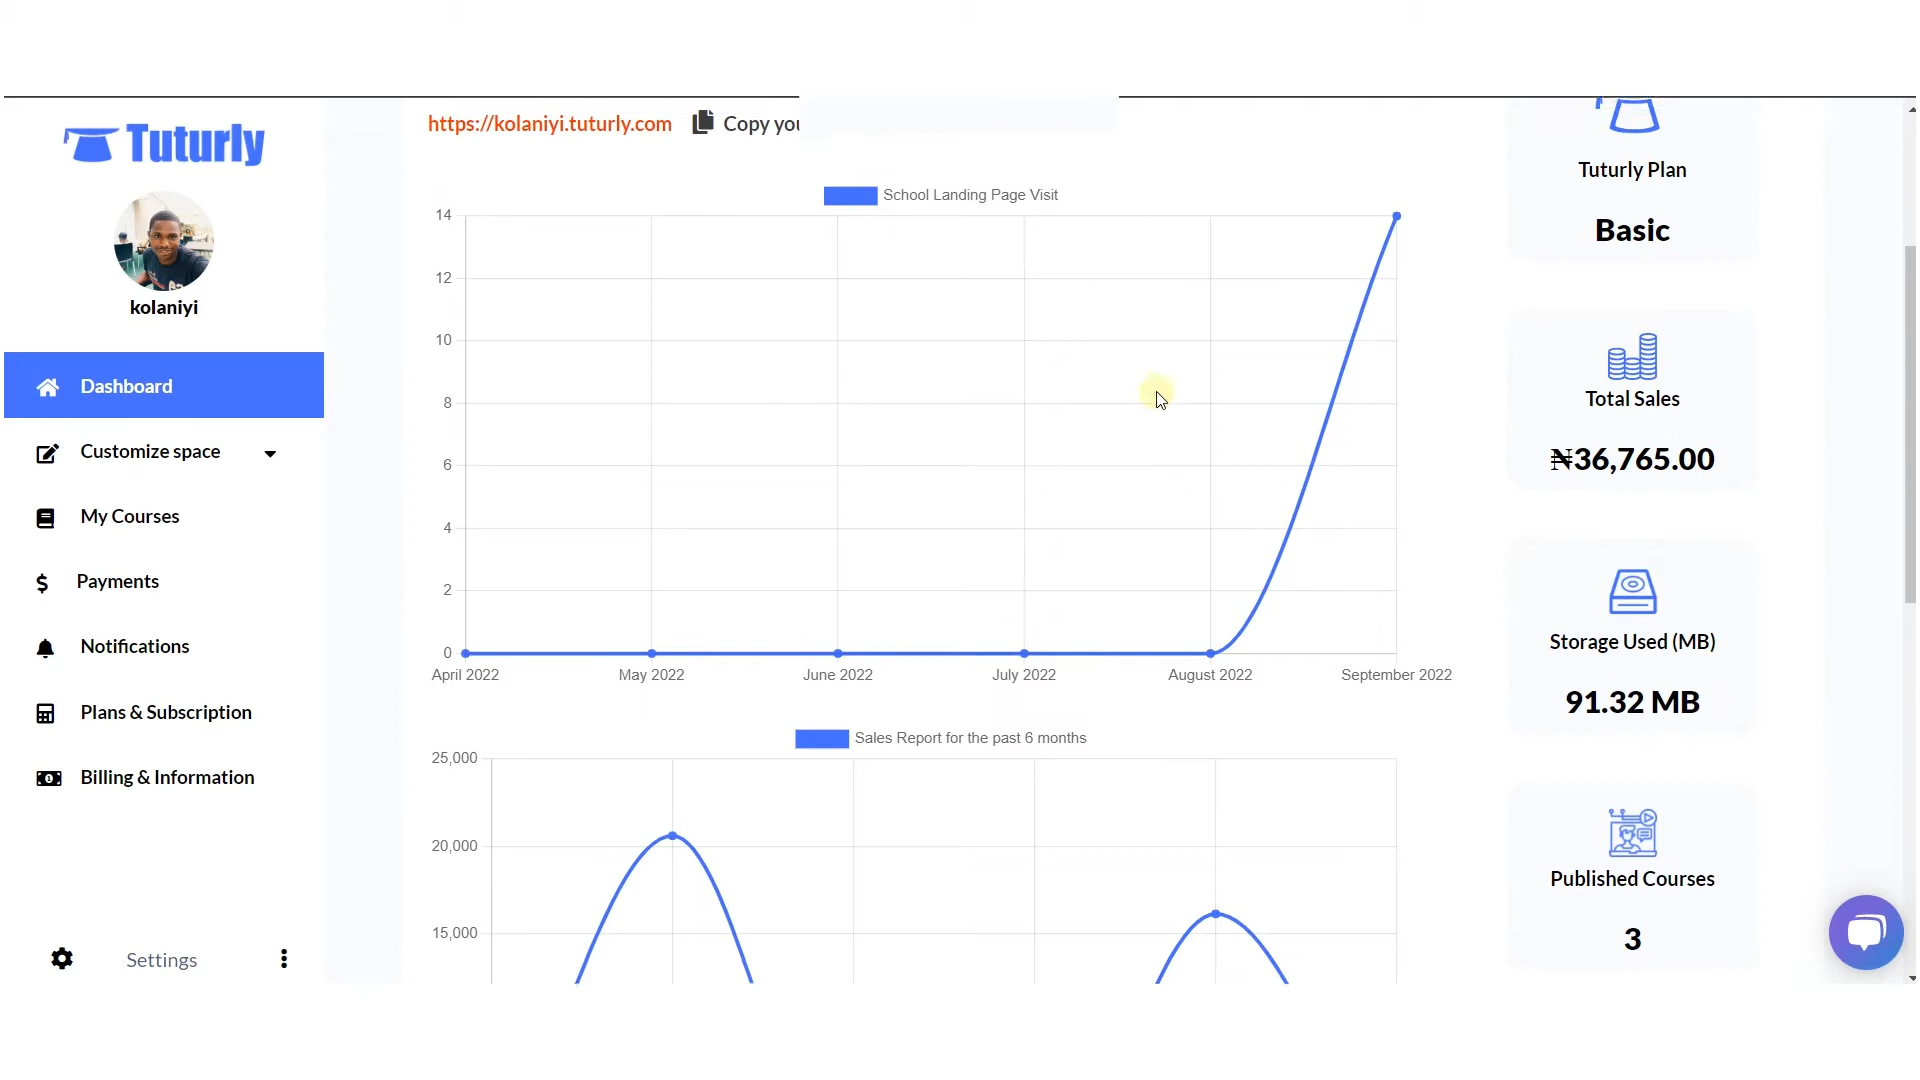 Tuturly
kolaniyi
Dashboard
Customize space
My Courses
Payments
Notifications
Plans & Subscription
Billing & Information
Settings
https://kolaniyi.tuturly.com Copy you
School Landing Page Visit
14
12
10
8
6
4
2
0
April 2022 May 2022 June 2022 July 2022 August 2022 September 2022
Sales Report for the past 6 months
25,000
20,000
15,000
Tuturly Plan
Basic
Total Sales
₦36,765.00
Storage Used (MB)
91.32 MB
Published Courses
3